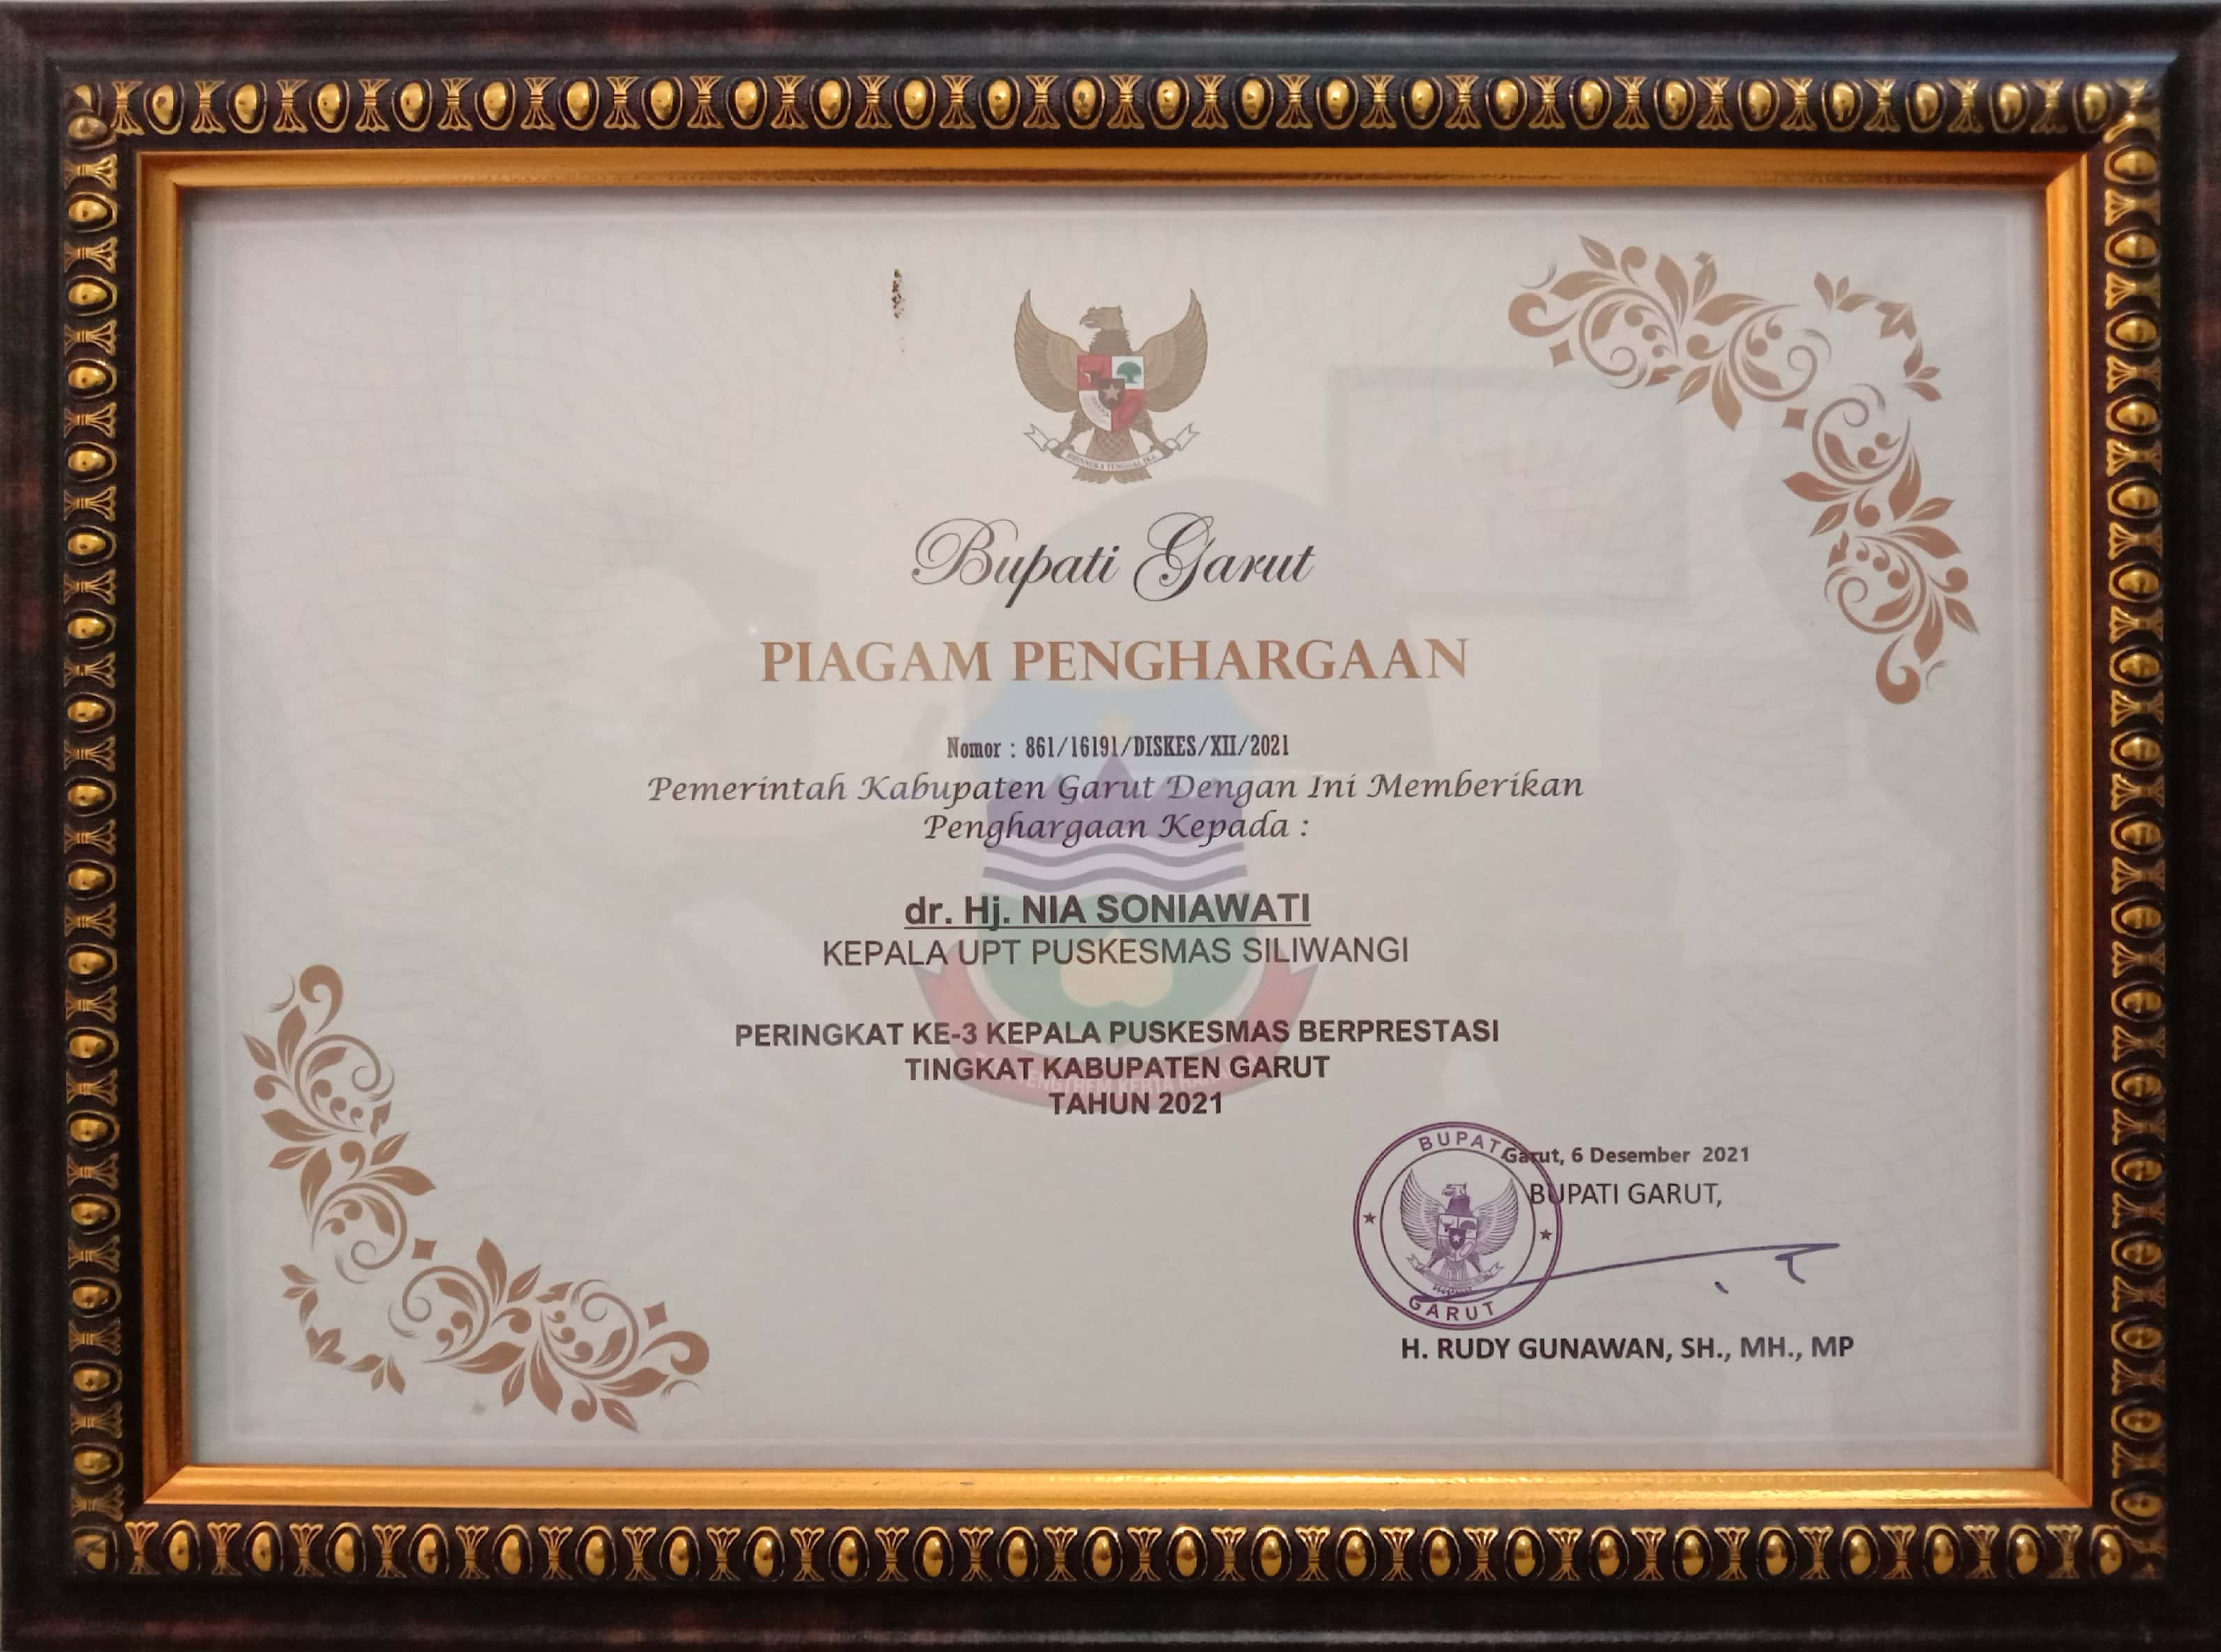 BHINNEKA TUNGGAL IKA
Bupati Garut
PIAGAM PENGHARGAAN
Nomor : 861/16191/DISKES/XII/2021
Pemerintah Kabupaten Garut Dengan Ini Memberikan
Penghargaan Kepada :
dr. Hj. NIA SONIAWATI
KEPALA UPT PUSKESMAS SILIWANGI
PERINGKAT KE-3 KEPALA PUSKESMAS BERPRESTASI
TINGKAT KABUPATEN GARUT
TAHUN 2021
Garut, 6 Desember 2021
BUPATI GARUT,
BUPATI
GARUT
H. RUDY GUNAWAN, SH., MH., MP